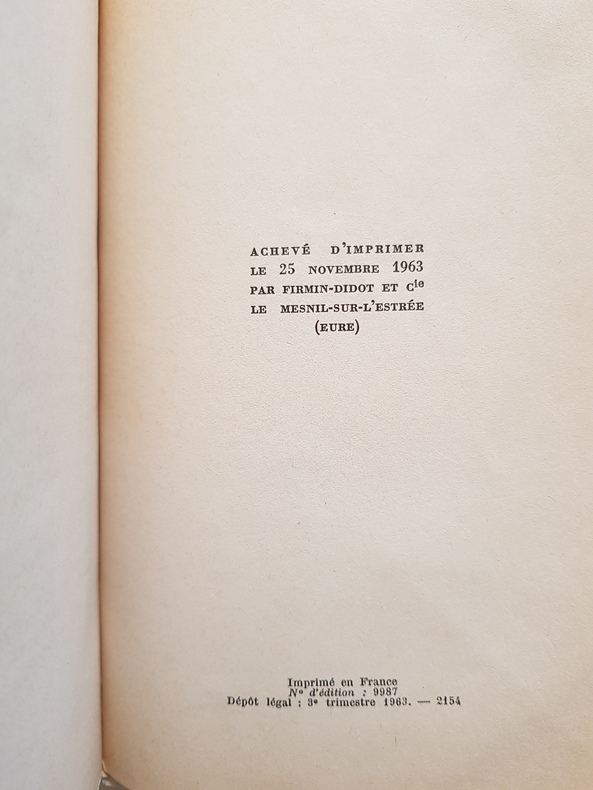 ACHEVÉ D'IMPRIMER
LE 25 NOVEMBRE 1963
PAR FIRMIN-DIDOT ET Cie
LE MESNIL-SUR-L'ESTRÉE
(EURE)
Imprimé en France
N° d'édition : 9987
Dépôt légal : 3e trimestre 1963. — 2154